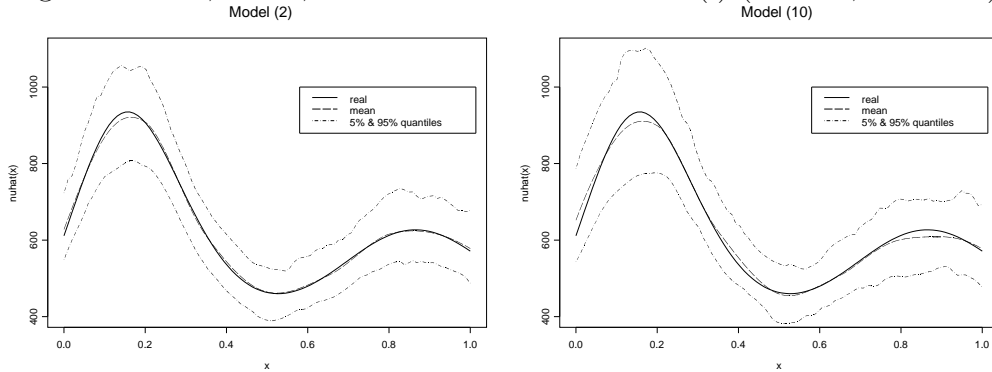 Model (2)
nuhat(x)
1000
800
600
400
real
mean
5% & 95% quantiles
0.0 0.2 0.4 0.6 0.8 1.0
x
Model (10)
nuhat(x)
1000
800
600
400
real
mean
5% & 95% quantiles
0.0 0.2 0.4 0.6 0.8 1.0
x